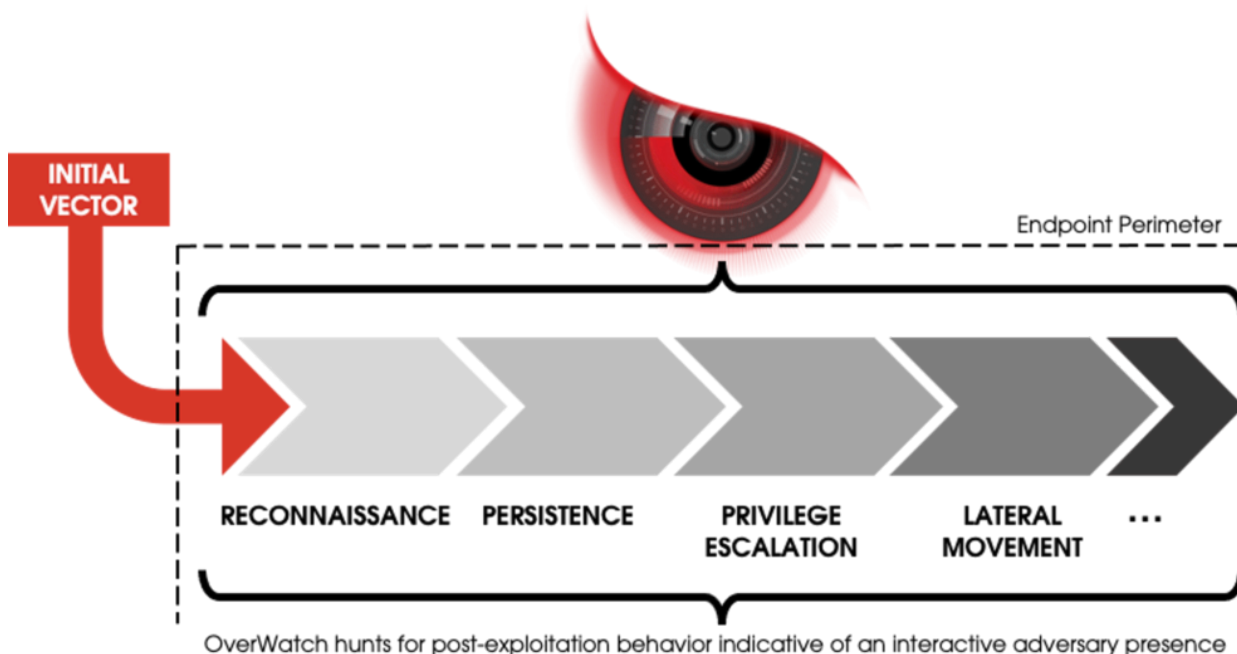 INITIAL
VECTOR
Endpoint Perimeter
RECONNAISSANCE
PERSISTENCE
PRIVILEGE
ESCALATION
LATERAL
MOVEMENT
...
OverWatch hunts for post-exploitation behavior indicative of an interactive adversary presence